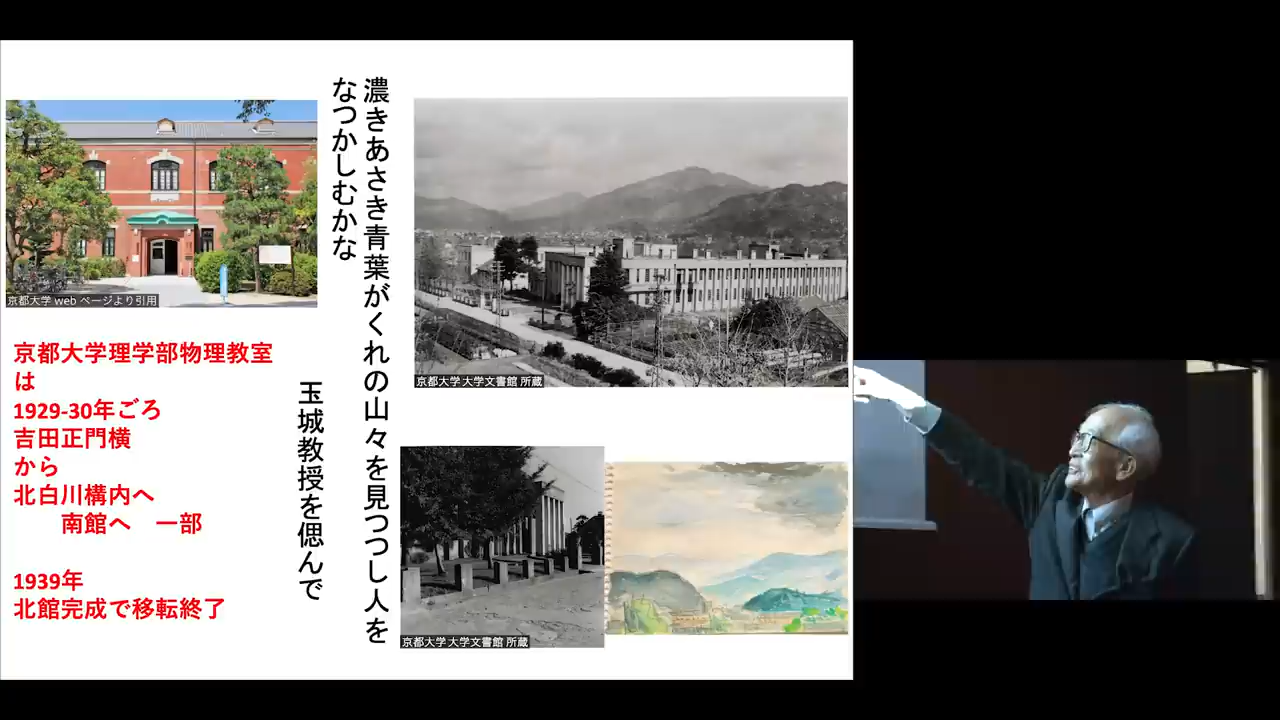 濃きあさき青葉がくれの山々を見つつし人を
なつかしむかな
玉城教授を偲んで
京都大学 web ページより引用
京都大学理学部物理教室
は
1929-30年ごろ
吉田正門横
から
北白川構内へ
南館へ　一部
1939年
北館完成で移転終了
京都大学 大学文書館 所蔵
京都大学 大学文書館 所蔵